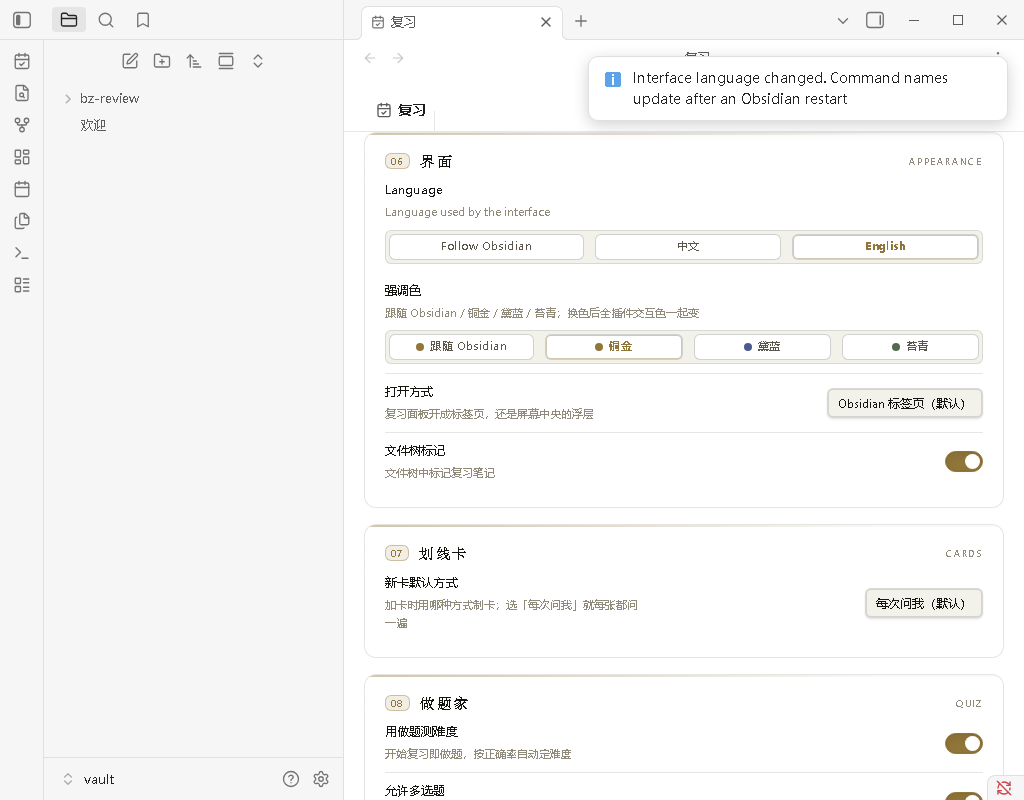 复习
复习
Interface language changed. Command names
update after an Obsidian restart
bz-review
欢迎
复习
06 界面 APPEARANCE
Language
Language used by the interface
Follow Obsidian 中文 English
强调色
跟随 Obsidian / 铜金 / 黛蓝 / 苔青；换色后全插件交互色一起变
跟随 Obsidian 铜金 黛蓝 苔青
打开方式
复习面板开成标签页，还是屏幕中央的浮层
Obsidian 标签页（默认）
文件树标记
文件树中标记复习笔记
07 划线卡 CARDS
新卡默认方式
加卡时用哪种方式制卡；选「每次问我」就每张都问
一遍
每次问我（默认）
08 做题家 QUIZ
用做题测难度
开始复习即做题，按正确率自动定难度
允许多选题
vault